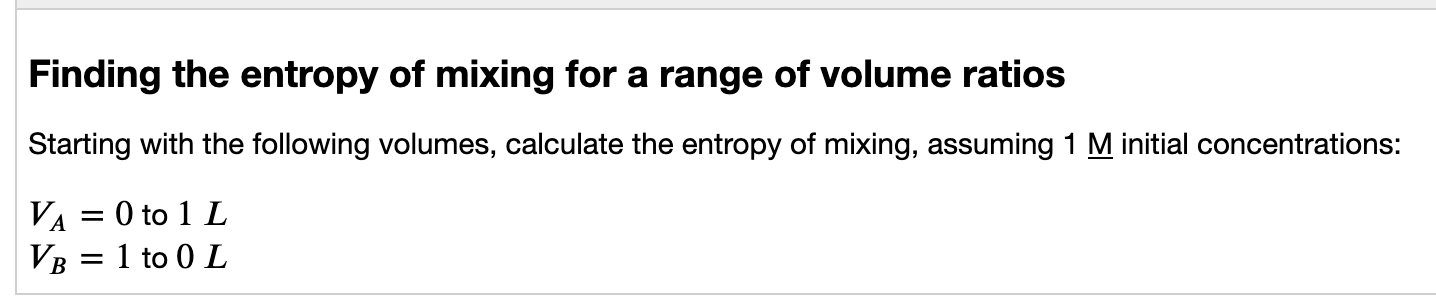 Finding the entropy of mixing for a range of volume ratios
Starting with the following volumes, calculate the entropy of mixing, assuming 1 M initial concentrations:
V_A = 0 to 1 L
V_B = 1 to 0 L